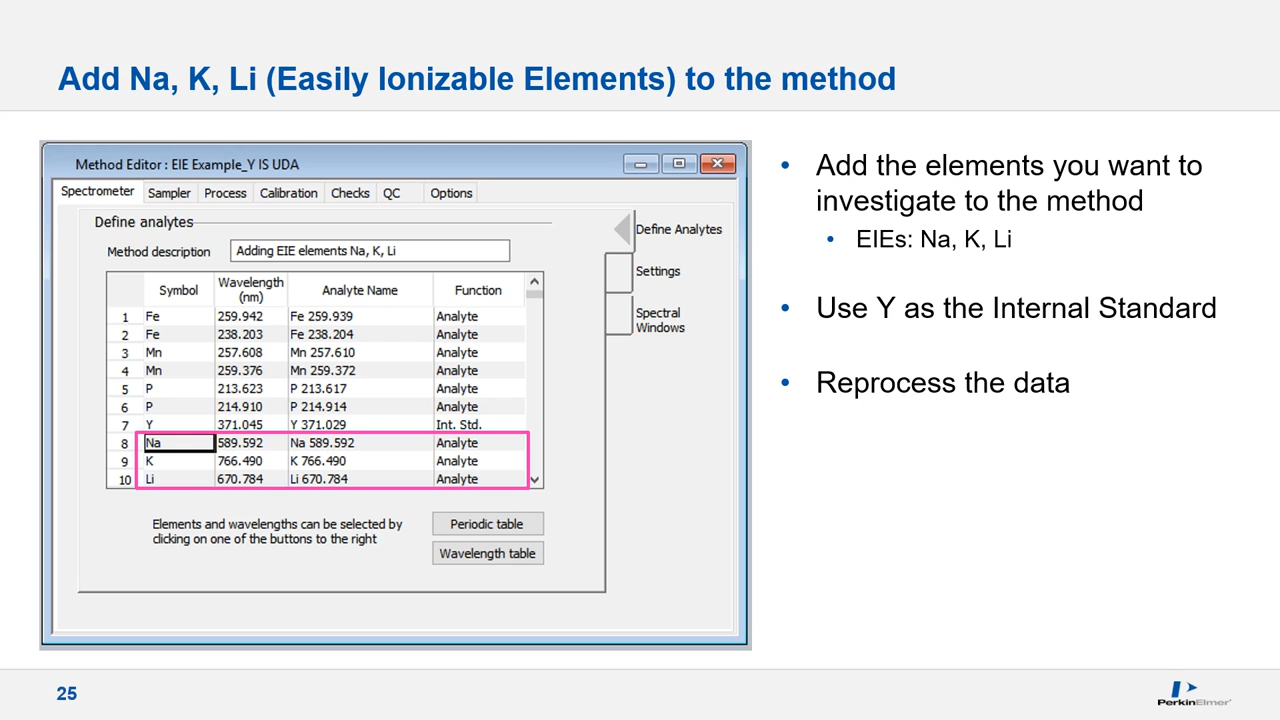 Add Na, K, Li (Easily Ionizable Elements) to the method
Method Editor : EIE Example_Y IS UDA
Spectrometer Sampler Process Calibration Checks QC Options
Define analytes
Method description Adding EIE elements Na, K, Li
Symbol Wavelength (nm) Analyte Name Function
1 Fe 259.942 Fe 259.939 Analyte
2 Fe 238.203 Fe 238.204 Analyte
3 Mn 257.608 Mn 257.610 Analyte
4 Mn 259.376 Mn 259.372 Analyte
5 P 213.623 P 213.617 Analyte
6 P 214.910 P 214.914 Analyte
7 Y 371.045 Y 371.029 Int. Std.
8 Na 589.592 Na 589.592 Analyte
9 K 766.490 K 766.490 Analyte
10 Li 670.784 Li 670.784 Analyte
Elements and wavelengths can be selected by
clicking on one of the buttons to the right
Periodic table
Wavelength table
Define Analytes
Settings
Spectral
Windows
• Add the elements you want to
investigate to the method
• EIEs: Na, K, Li
• Use Y as the Internal Standard
• Reprocess the data
25
PerkinElmer